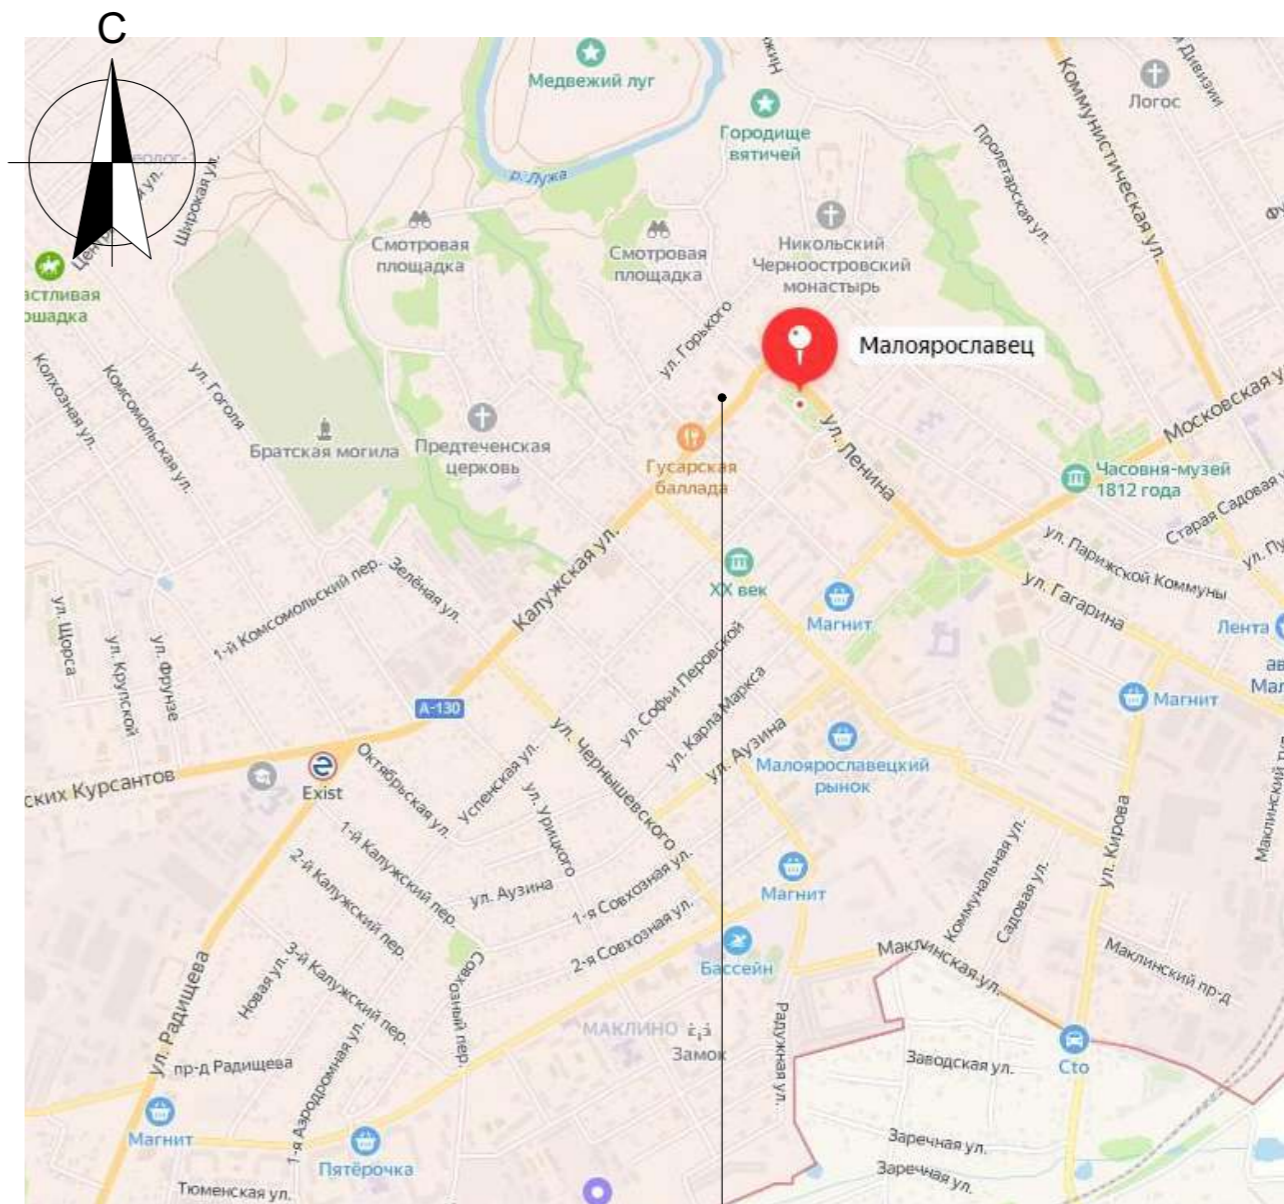 С
Медвежий луг
Городище
вятичей
Логос
Коммунистическая ул.
Пролетарская ул.
Широкая ул.
р. Лужа
Смотровая
площадка
Смотровая
площадка
Никольский
Черноостровский
монастырь
ул. Горького
Малоярославец
Колхозная ул.
Комсомольская ул.
ул. Гоголя
Братская могила
Предтеченская
церковь
Гусарская
баллада
ул. Ленина
Московская у
Часовня-музей
1812 года
Старая Садовая у
ул. Парижской Коммуны
ул. Гагарина
Калужская ул.
Зелёная ул.
1-й Комсомольский пер.
XX век
Магнит
Лента
ул. Щорса
ул. Крупской
ул. Фрунзе
А-130
ул. Софьи Перовской
ул. Карла Маркса
ул. Аузина
Магнит
Малоярославецкий
рынок
ских Курсантов
Exist
Октябрьская ул.
Успенская ул.
ул. Чернышевского
ул. Урицкого
1-й Калужский пер.
2-й Калужский пер.
3-й Калужский пер.
ул. Аузина
1-я Совхозная ул.
2-я Совхозная ул.
Магнит
Бассейн
Коммунальная ул.
Садовая ул.
ул. Кирова
Маклинская ул.
Маклинский пр-д
ул. Радищева
Новая ул.
Совхозный пер.
МАКЛИНО
Замок
Радужная ул.
пр-д Радищева
1-я Аэродромная ул.
Заводская ул.
Сто
Магнит
Пятёрочка
Заречная ул.
Заречная ул.
Тюменская ул.